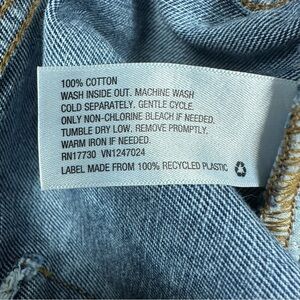 100% COTTON
WASH INSIDE OUT. MACHINE WASH
COLD SEPARATELY. GENTLE CYCLE.
ONLY NON-CHLORINE BLEACH IF NEEDED.
TUMBLE DRY LOW. REMOVE PROMPTLY.
WARM IRON IF NEEDED.
RN17730 VN1247024
LABEL MADE FROM 100% RECYCLED PLASTIC